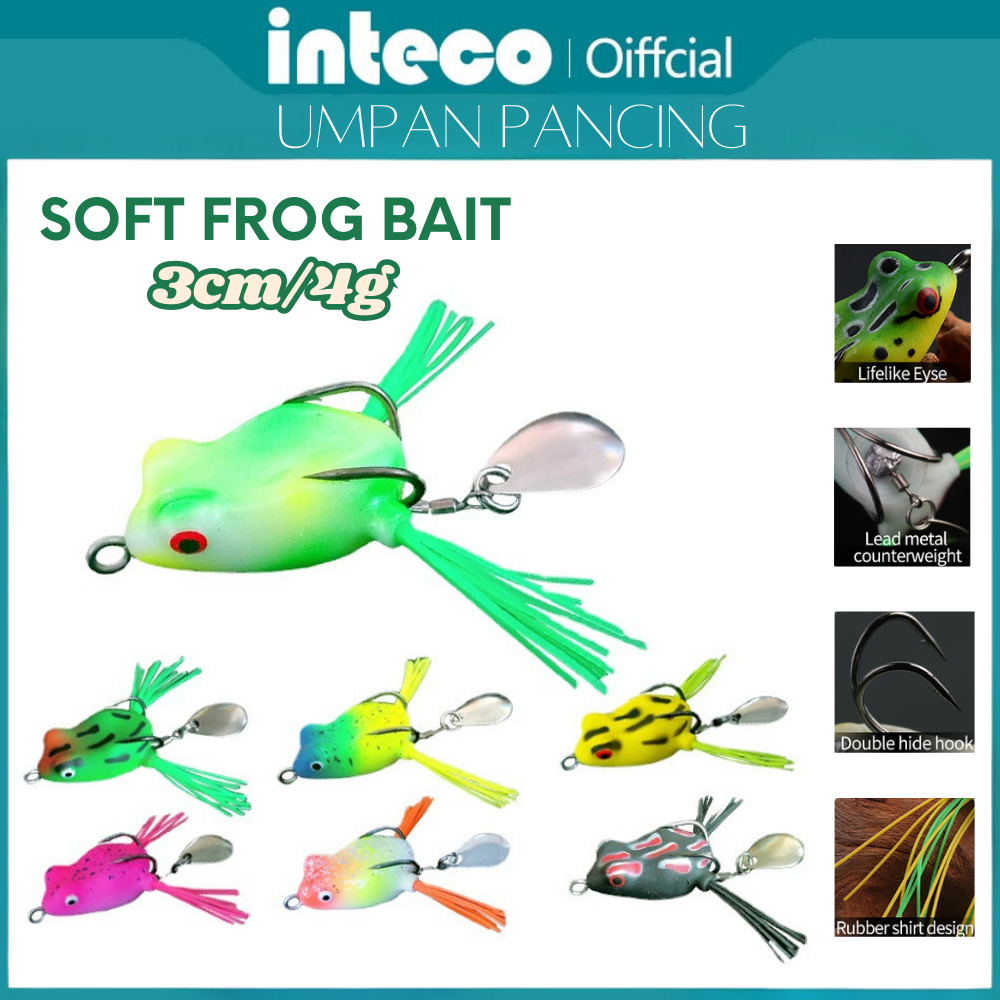 inteco | Oiffcial
UMPAN PANCING
SOFT FROG BAIT
3cm/4g
Lifelike Eyse
Lead metal
counterweight
Double hide hook
Rubber shirt design